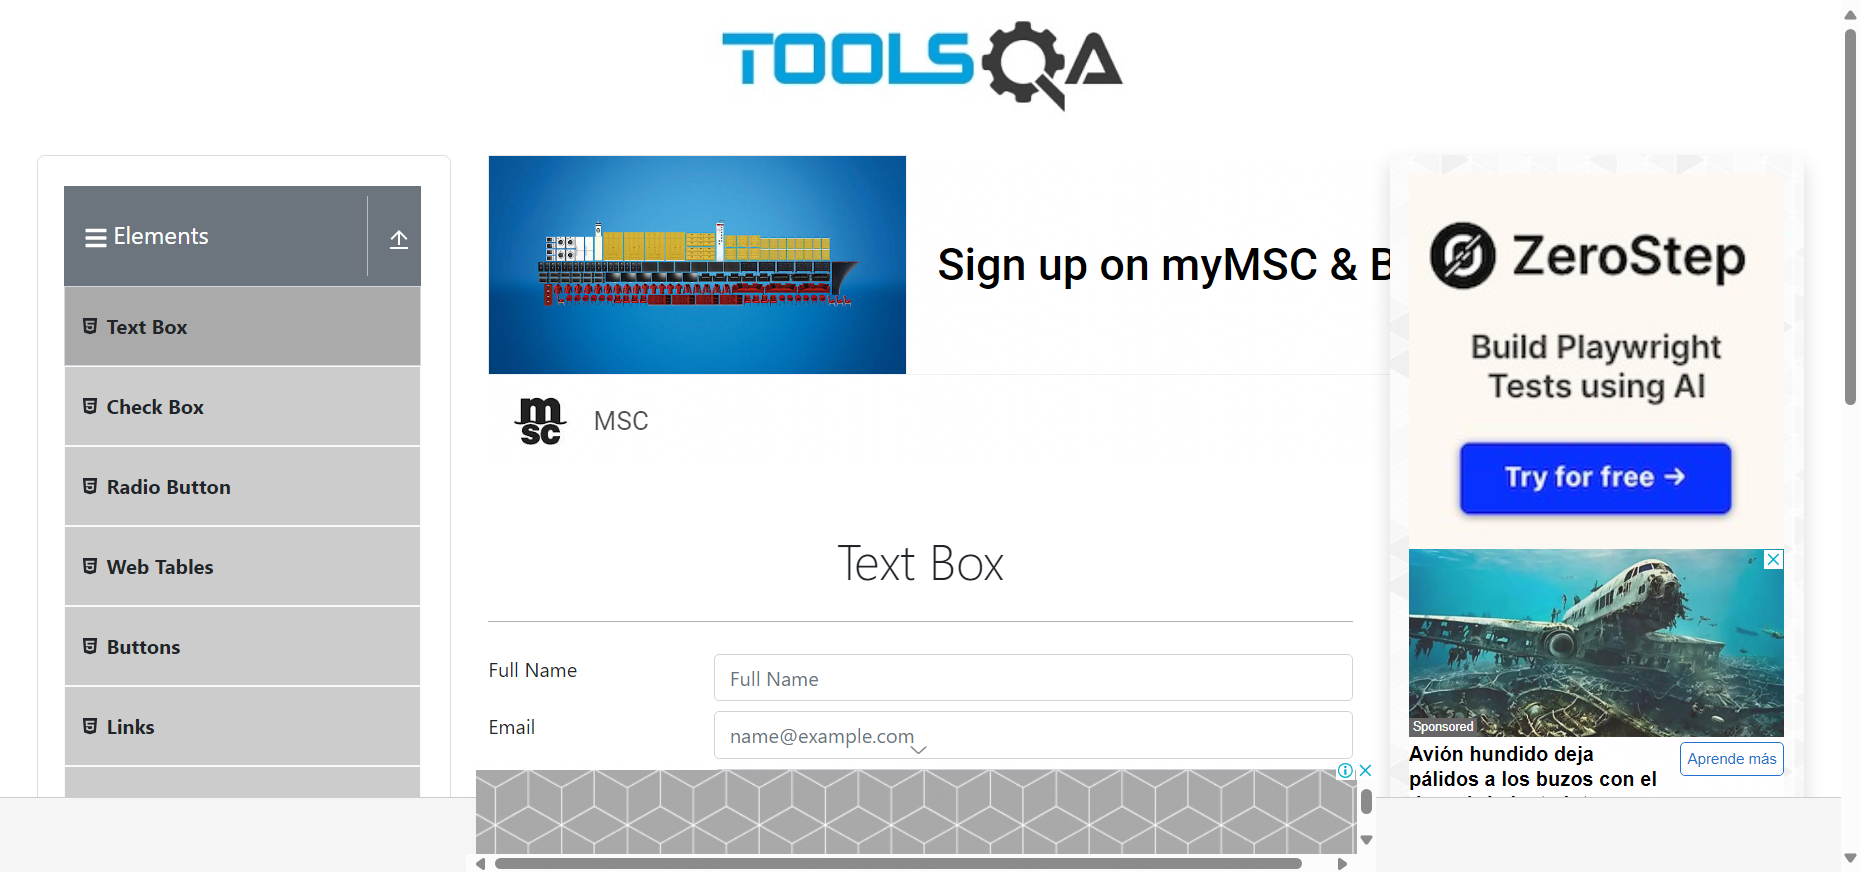 TOOLSQA
Elements
Text Box
Check Box
Radio Button
Web Tables
Buttons
Links
Sign up on myMSC & B
msc
MSC
Text Box
Full Name
Full Name
Email
name@example.com
ZeroStep
Build Playwright
Tests using AI
Try for free →
Sponsored
Avión hundido deja
pálidos a los buzos con el
Aprende más